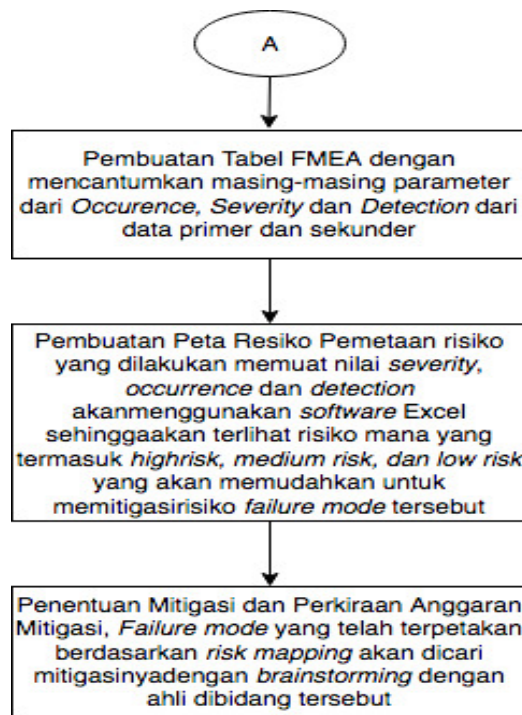 A
Pembuatan Tabel FMEA dengan
mencantumkan masing-masing parameter
dari Occurence, Severity dan Detection dari
data primer dan sekunder
Pembuatan Peta Resiko Pemetaan risiko
yang dilakukan memuat nilai severity,
occurrence dan detection
akanmenggunakan software Excel
sehinggaakan terlihat risiko mana yang
termasuk highrisk, medium risk, dan low risk
yang akan memudahkan untuk
memitigasirisiko failure mode tersebut
Penentuan Mitigasi dan Perkiraan Anggaran
Mitigasi, Failure mode yang telah terpetakan
berdasarkan risk mapping akan dicari
mitigasinyadengan brainstorming dengan
ahli dibidang tersebut